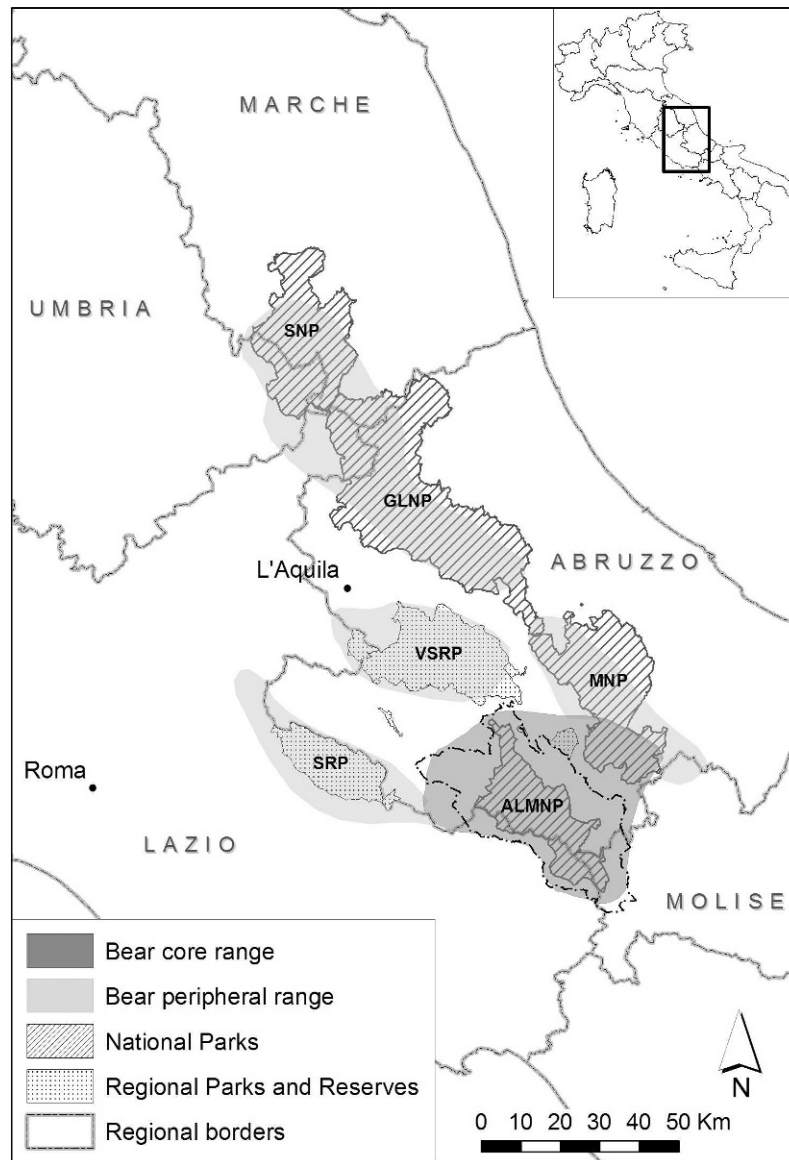 MARCHE
UMBRIA
SNP
GLNP
L'Aquila
ABRUZZO
VSRP
MNP
SRP
Roma
ALMNP
LAZIO
MOLISE
Bear core range
Bear peripheral range
National Parks
Regional Parks and Reserves
Regional borders
N
0 10 20 30 40 50 Km